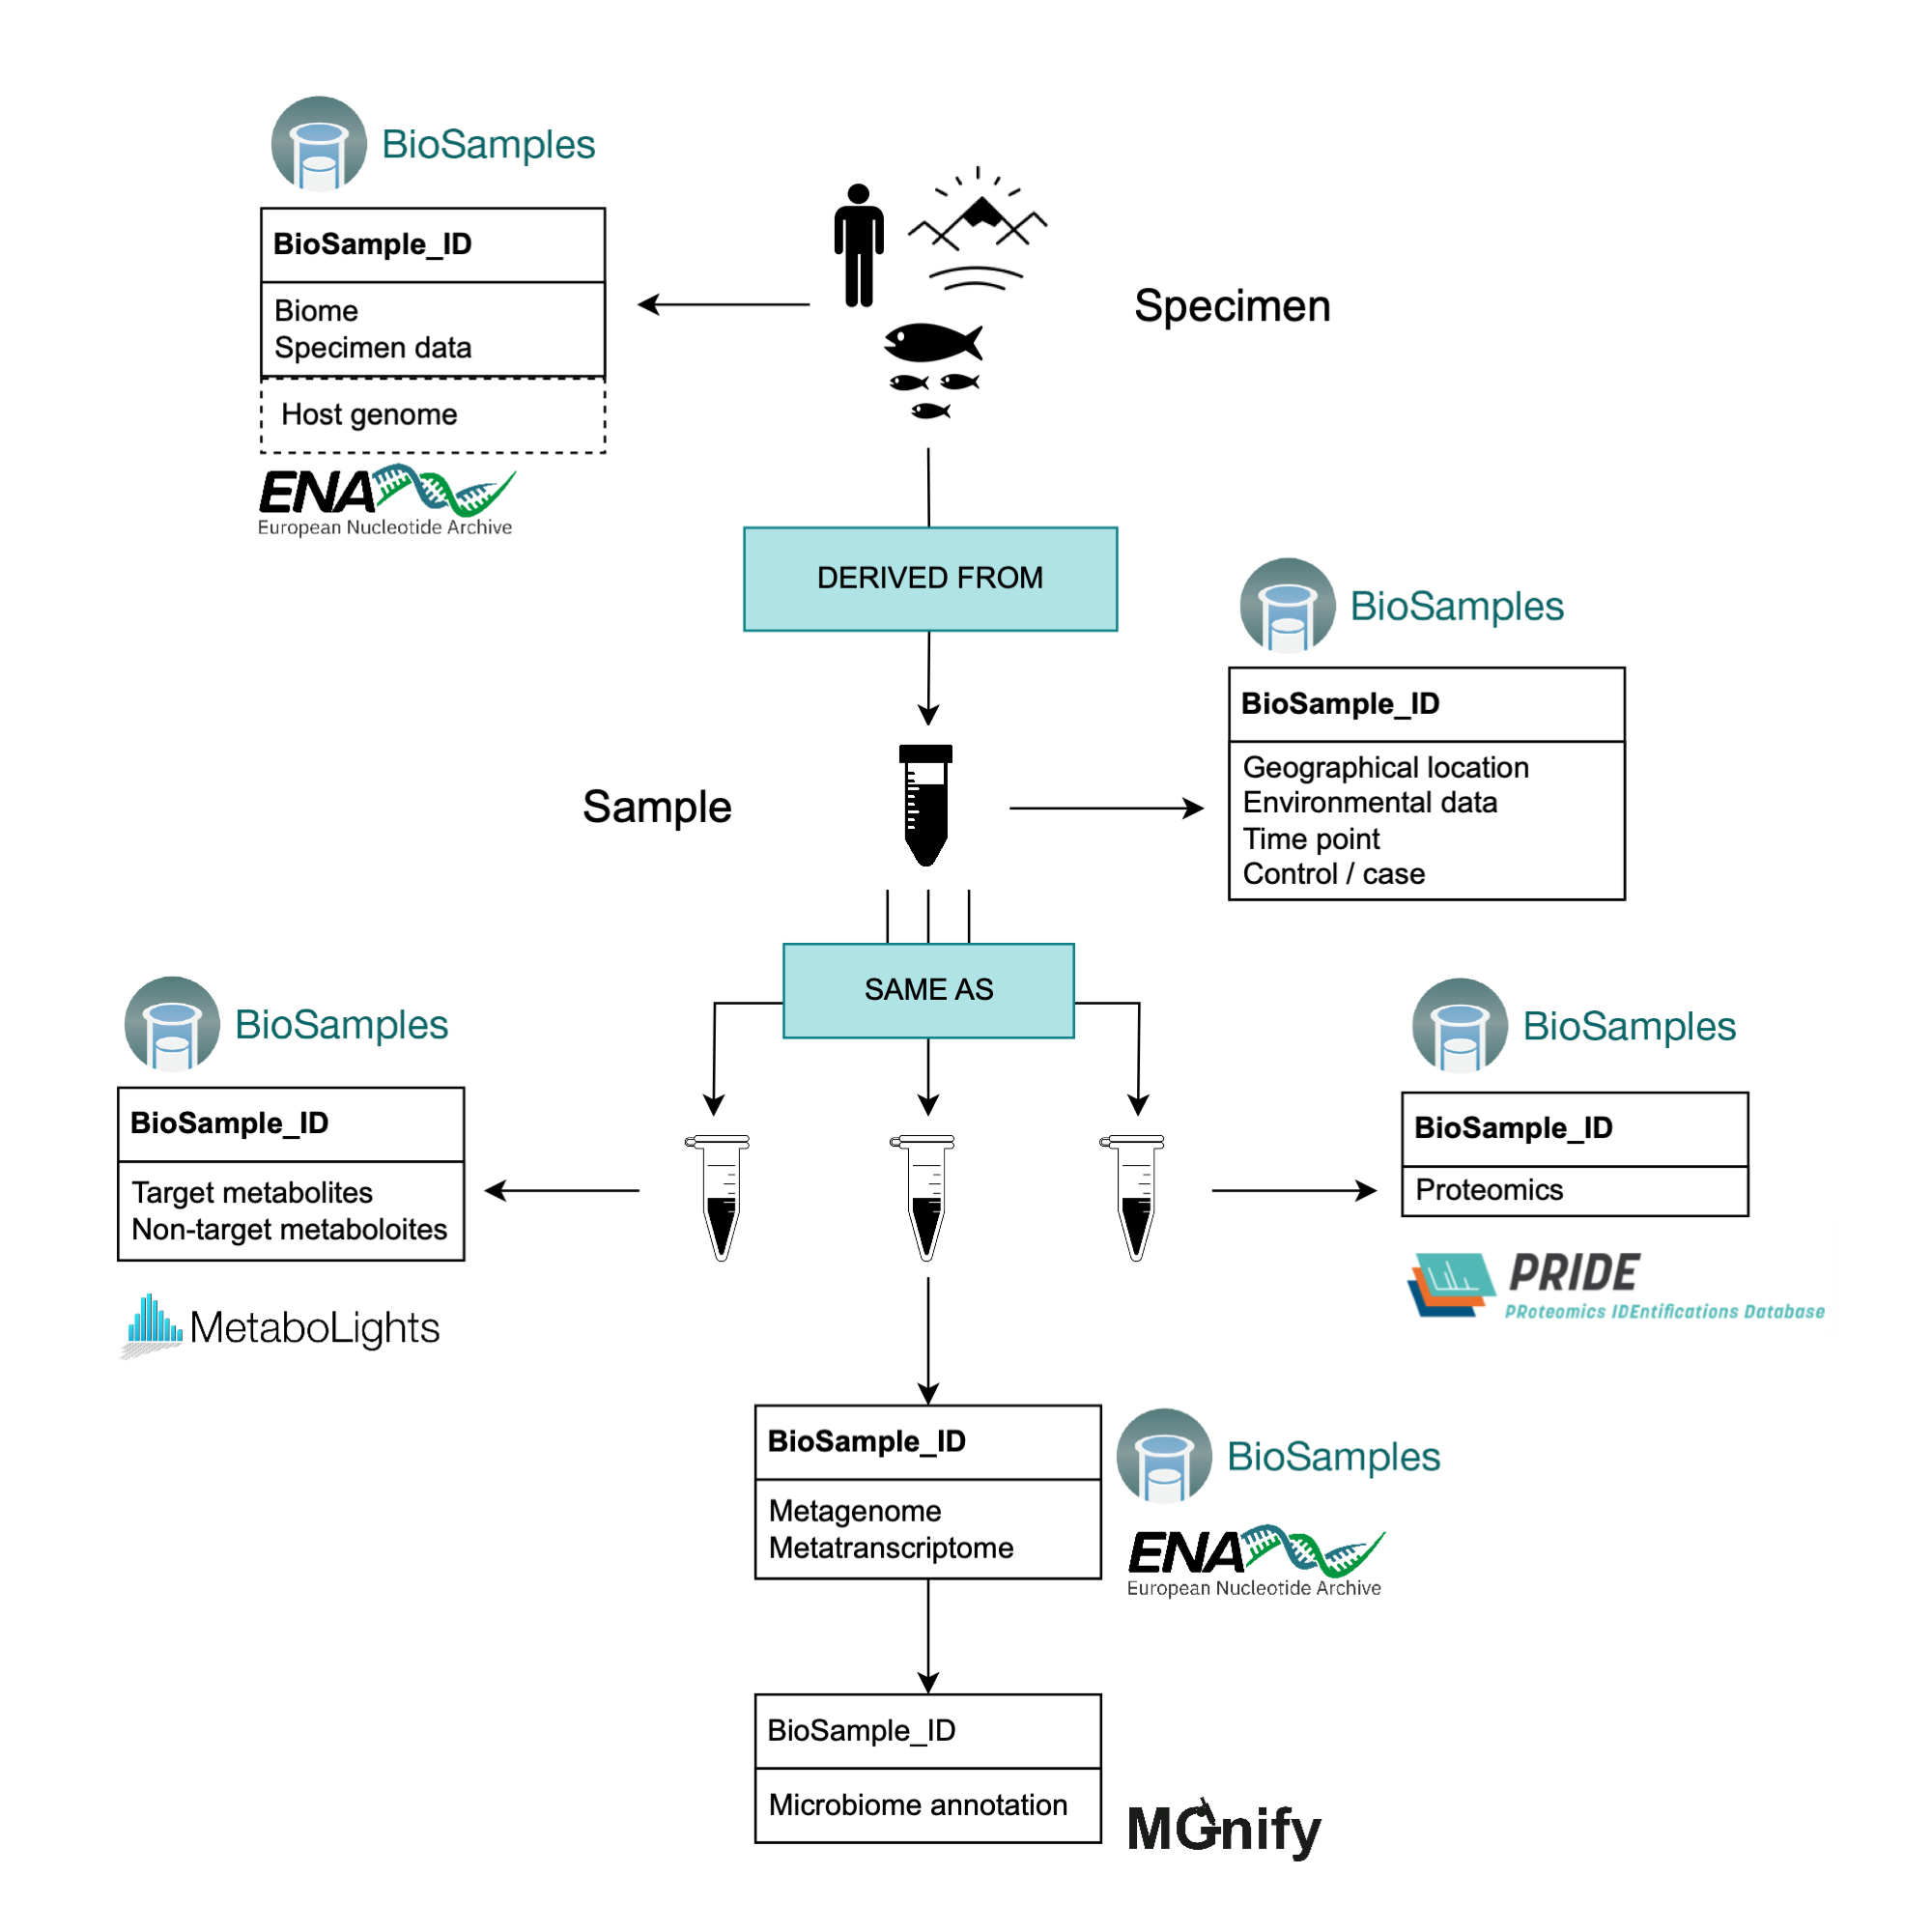 BioSamples
BioSample_ID
Biome
Specimen data
Host genome
ENA
European Nucleotide Archive
Specimen
DERIVED FROM
BioSamples
BioSample_ID
Geographical location
Environmental data
Time point
Control / case
Sample
SAME AS
BioSamples
BioSample_ID
Target metabolites
Non-target metaboloites
MetaboLights
BioSamples
BioSample_ID
Proteomics
PRIDE
PRoteomics IDEntifications Database
BioSample_ID
Metagenome
Metatranscriptome
BioSamples
ENA
European Nucleotide Archive
BioSample_ID
Microbiome annotation
MGnify